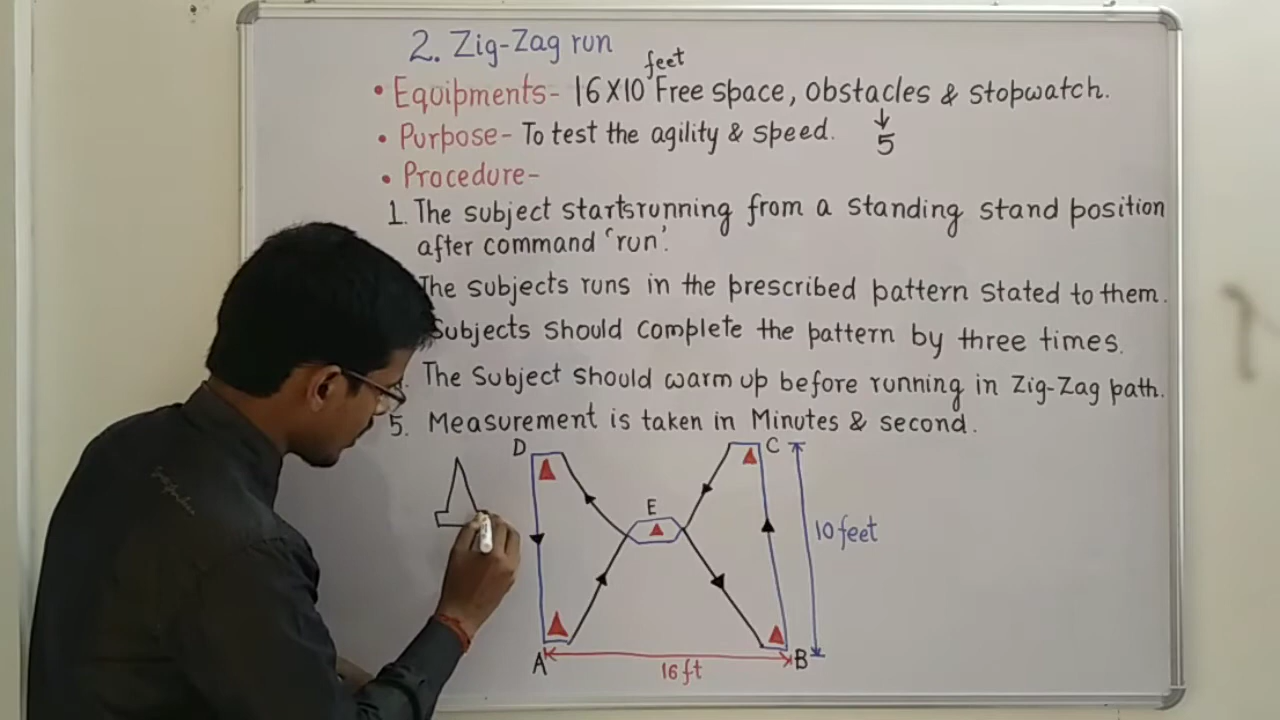 2. Zig-Zag run
feet
• Equipments- 16X10 Free space, obstacles & stopwatch.
• Purpose- To test the agility & speed. ↓ 5
• Procedure-
1. The subject starts running from a standing stand position
after command 'run'.
The subjects runs in the prescribed pattern stated to them.
Subjects should complete the pattern by three times.
The Subject should warm up before running in Zig-Zag path.
5. Measurement is taken in Minutes & second.
D
C
E
10 feet
A
B
16 ft